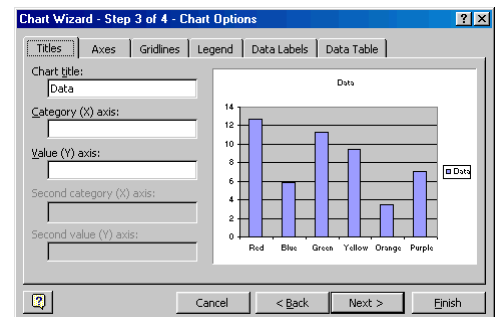 Chart Wizard - Step 3 of 4 - Chart Options
Titles Axes Gridlines Legend Data Labels Data Table
Chart title:
Data
Category (X) axis:
Value (Y) axis:
Second category (X) axis:
Second value (Y) axis:
Data
14
12
10
8
6
4
2
0
Red Blue Green Yellow Orange Purple
Data
? Cancel < Back Next > Finish